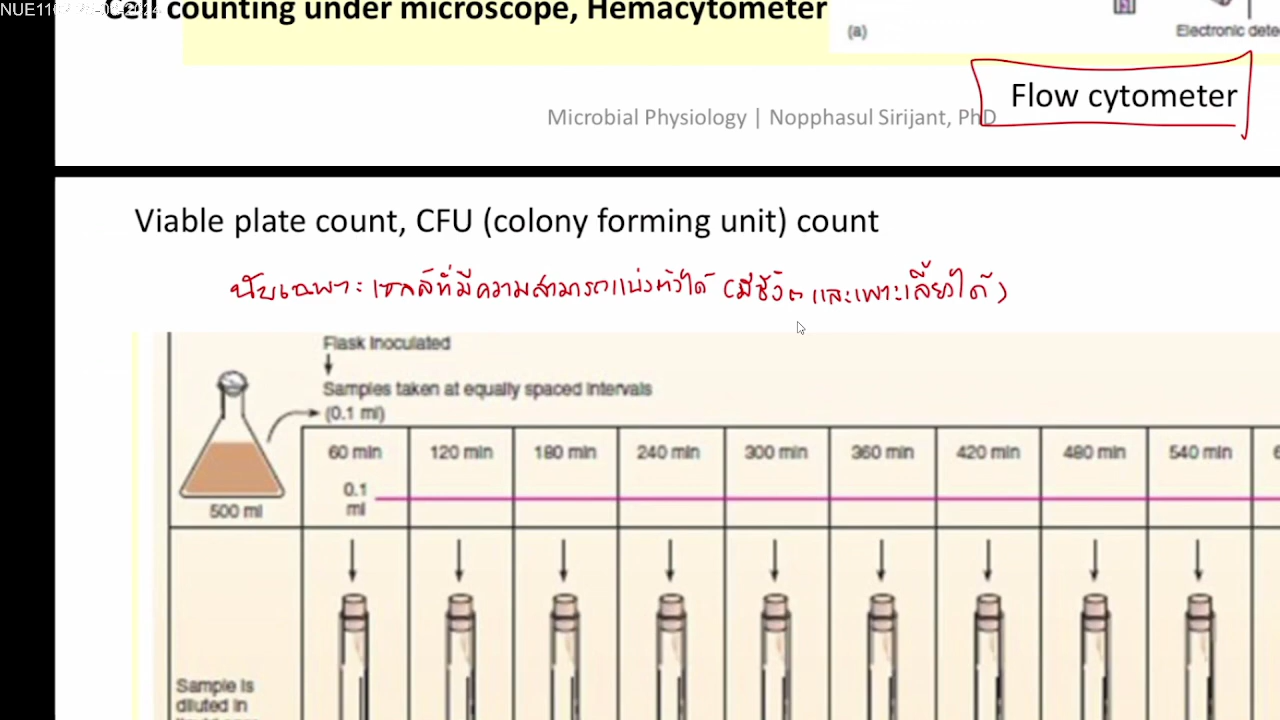 counting under microscope, Hemacytometer
(a)
Electronic dete
Flow cytometer
Microbial Physiology | Nopphasul Sirijant, PhD
Viable plate count, CFU (colony forming unit) count
นับเฉพาะเซลล์ที่มีความสามารถแบ่งตัวได้ (มีชีวิตและเพาะเลี้ยงได้)
Flask Inoculated
Samples taken at equally spaced Intervals
(0.1 ml)
60 min 120 min 180 min 240 min 300 min 360 min 420 min 480 min 540 min 6
0.1
ml
500 ml
Sample is
diluted in